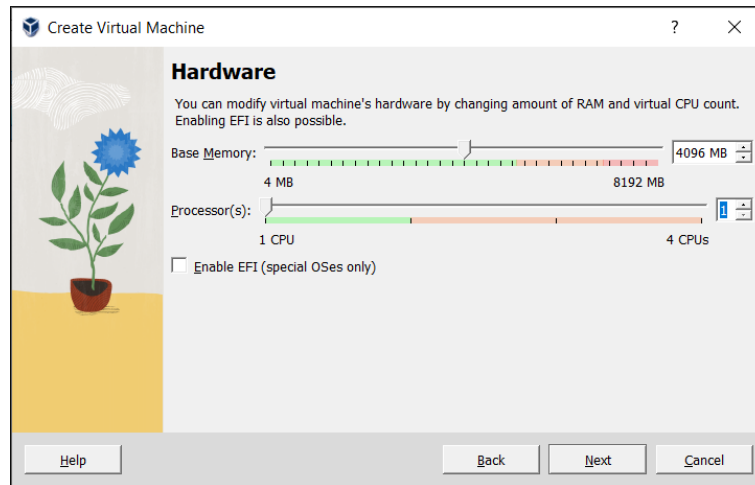 Create Virtual Machine
Hardware
You can modify virtual machine's hardware by changing amount of RAM and virtual CPU count.
Enabling EFI is also possible.
Base Memory: 4096 MB
4 MB 8192 MB
Processor(s): 1
1 CPU 4 CPUs
Enable EFI (special OSes only)
Help Back Next Cancel